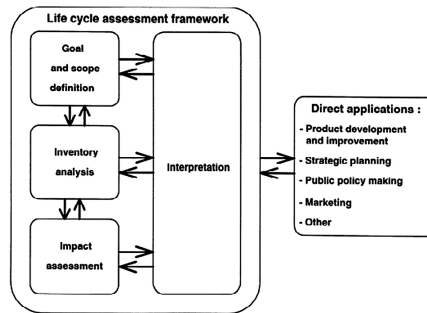 Life cycle assessment framework
Goal
and scope
definition
Inventory
analysis
Impact
assessment
Interpretation
Direct applications :
- Product development
and improvement
- Strategic planning
- Public policy making
- Marketing
- Other